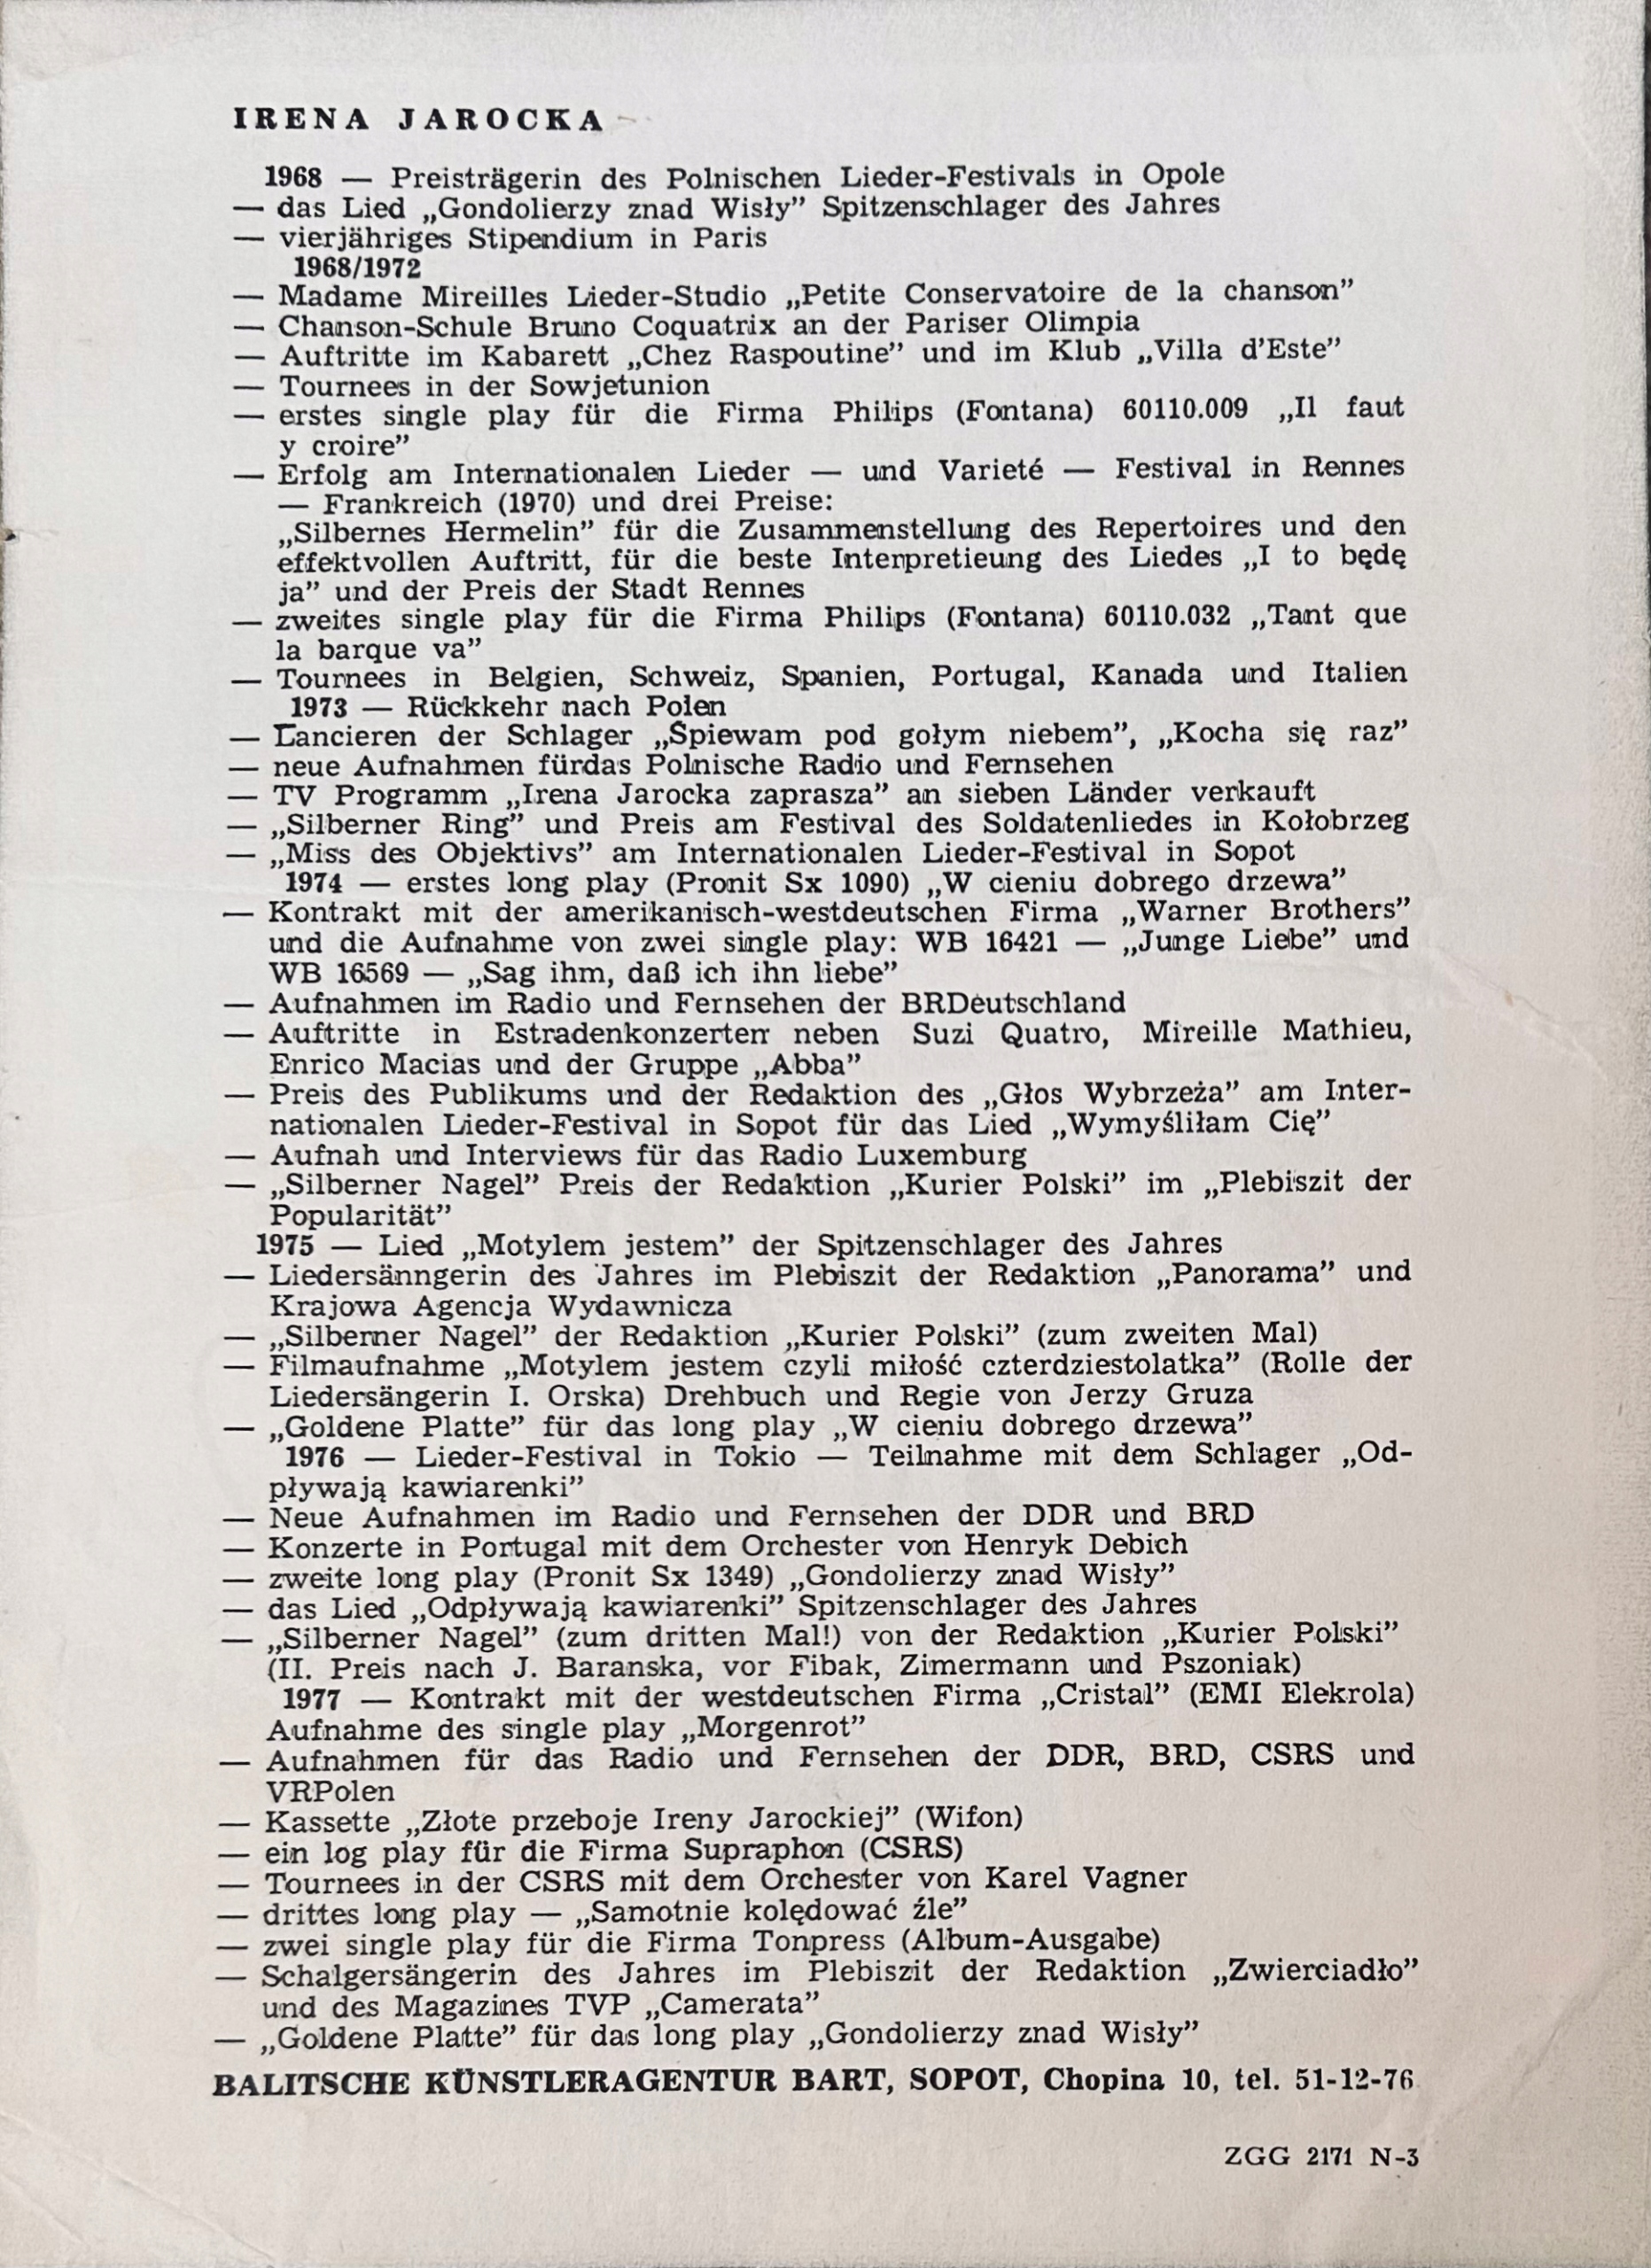 IRENA JAROCKA
1968 — Preisträgerin des Polnischen Lieder-Festivals in Opole
— das Lied „Gondolierzy znad Wisły” Spitzenschlager des Jahres
— vierjähriges Stipendium in Paris
1968/1972
— Madame Mireilles Lieder-Studio „Petite Conservatoire de la chanson”
— Chanson-Schule Bruno Coquatrix an der Pariser Olimpia
— Auftritte im Kabarett „Chez Raspoutine” und im Klub „Villa d'Este”
— Tournees in der Sowjetunion
— erstes single play für die Firma Philips (Fontana) 60110.009 „Il faut
y croire”
— Erfolg am Internationalen Lieder — und Varieté — Festival in Rennes
— Frankreich (1970) und drei Preise:
„Silbernes Hermelin” für die Zusammenstellung des Repertoires und den
effektvollen Auftritt, für die beste Interpretieung des Liedes „I to będę
ja” und der Preis der Stadt Rennes
— zweites single play für die Firma Philips (Fontana) 60110.032 „Tant que
la barque va”
— Tournees in Belgien, Schweiz, Spanien, Portugal, Kanada und Italien
1973 — Rückkehr nach Polen
— Lancieren der Schlager „Śpiewam pod gołym niebem”, „Kocha się raz”
— neue Aufnahmen fürdas Polnische Radio und Fernsehen
— TV Programm „Irena Jarocka zaprasza” an sieben Länder verkauft
— „Silberner Ring” und Preis am Festival des Soldatenliedes in Kołobrzeg
— „Miss des Objektivs” am Internationalen Lieder-Festival in Sopot
1974 — erstes long play (Pronit Sx 1090) „W cieniu dobrego drzewa”
— Kontrakt mit der amerikanisch-westdeutschen Firma „Warner Brothers”
und die Aufnahme von zwei single play: WB 16421 — „Junge Liebe” und
WB 16569 — „Sag ihm, daß ich ihn liebe”
— Aufnahmen im Radio und Fernsehen der BRDeutschland
— Auftritte in Estradenkonzerten neben Suzi Quatro, Mireille Mathieu,
Enrico Macias und der Gruppe „Abba”
— Preis des Publikums und der Redaktion des „Głos Wybrzeża” am Inter-
nationalen Lieder-Festival in Sopot für das Lied „Wymyśliłam Cię”
— Aufnah und Interviews für das Radio Luxemburg
— „Silberner Nagel” Preis der Redaktion „Kurier Polski” im „Plebiszit der
Popularität”
1975 — Lied „Motylem jestem” der Spitzenschlager des Jahres
— Liedersänngerin des Jahres im Plebiszit der Redaktion „Panorama” und
Krajowa Agencja Wydawnicza
— „Silberner Nagel” der Redaktion „Kurier Polski” (zum zweiten Mal)
— Filmaufnahme „Motylem jestem czyli miłość czterdziestolatka” (Rolle der
Liedersängerin I. Orska) Drehbuch und Regie von Jerzy Gruza
— „Goldene Platte” für das long play „W cieniu dobrego drzewa”
1976 — Lieder-Festival in Tokio — Teilnahme mit dem Schlager „Od-
pływają kawiarenki”
— Neue Aufnahmen im Radio und Fernsehen der DDR und BRD
— Konzerte in Portugal mit dem Orchester von Henryk Debich
— zweite long play (Pronit Sx 1349) „Gondolierzy znad Wisły”
— das Lied „Odpływają kawiarenki” Spitzenschlager des Jahres
— „Silberner Nagel” (zum dritten Mal!) von der Redaktion „Kurier Polski”
(II. Preis nach J. Baranska, vor Fibak, Zimermann und Pszoniak)
1977 — Kontrakt mit der westdeutschen Firma „Cristal” (EMI Elekrola)
Aufnahme des single play „Morgenrot”
— Aufnahmen für das Radio und Fernsehen der DDR, BRD, CSRS und
VRPolen
— Kassette „Złote przeboje Ireny Jarockiej” (Wifon)
— ein log play für die Firma Supraphon (CSRS)
— Tournees in der CSRS mit dem Orchester von Karel Vagner
— drittes long play — „Samotnie kolędować źle”
— zwei single play für die Firma Tonpress (Album-Ausgabe)
— Schalgersängerin des Jahres im Plebiszit der Redaktion „Zwierciadło”
und des Magazines TVP „Camerata”
— „Goldene Platte” für das long play „Gondolierzy znad Wisły”
BALITSCHE KÜNSTLERAGENTUR BART, SOPOT, Chopina 10, tel. 51-12-76
ZGG 2171 N-3